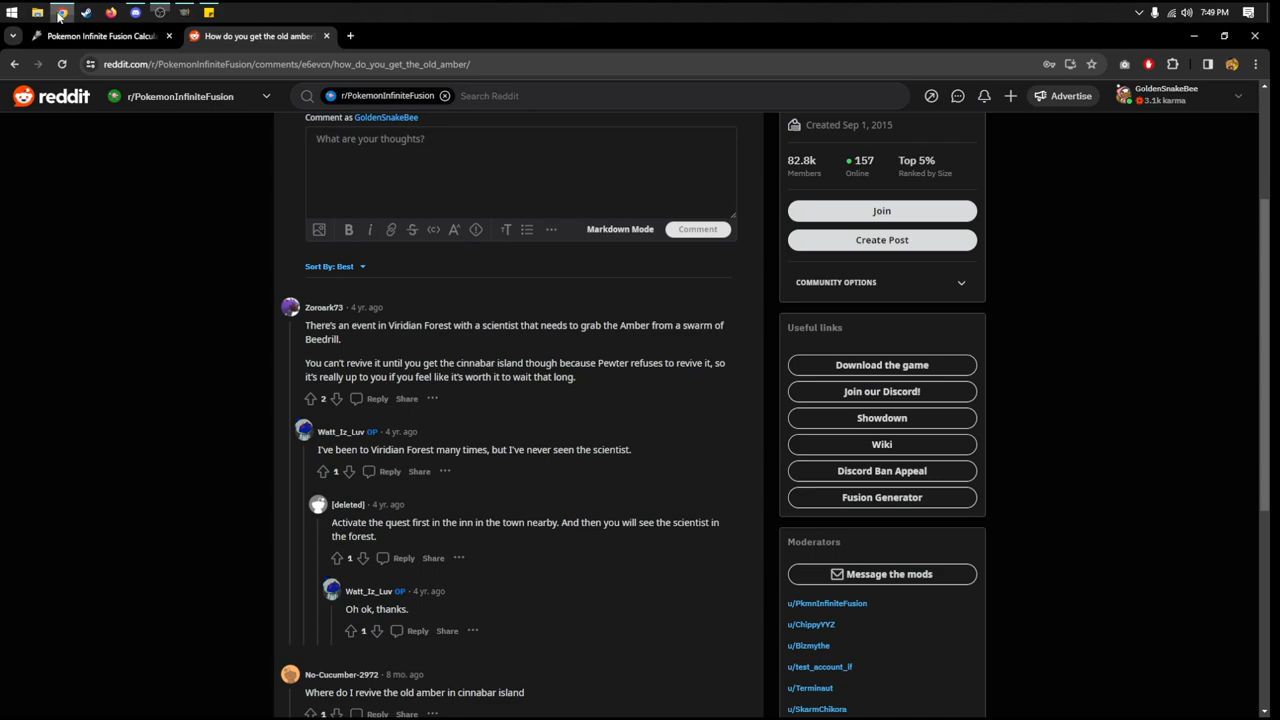 7:49 PM
Pokemon Infinite Fusion Calcul
How do you get the old amber
reddit.com/r/PokemonInfiniteFusion/comments/e6evcn/how_do_you_get_the_old_amber/
reddit
r/PokemonInfiniteFusion
r/PokemonInfiniteFusion
Search Reddit
Advertise
GoldenSnakeBee
3.1k karma
Comment as GoldenSnakeBee
What are your thoughts?
B i
Markdown Mode
Comment
Sort By: Best
Zoroark73 · 4 yr. ago
There's an event in Viridian Forest with a scientist that needs to grab the Amber from a swarm of
Beedrill.
You can't revive it until you get the cinnabar island though because Pewter refuses to revive it, so
it's really up to you if you feel like it's worth it to wait that long.
2 Reply Share
Watt_Iz_Luv OP · 4 yr. ago
I've been to Viridian Forest many times, but I've never seen the scientist.
1 Reply Share
[deleted] · 4 yr. ago
Activate the quest first in the inn in the town nearby. And then you will see the scientist in
the forest.
1 Reply Share
Watt_Iz_Luv OP · 4 yr. ago
Oh ok, thanks.
1 Reply Share
No-Cucumber-2972 · 8 mo. ago
Where do I revive the old amber in cinnabar island
1 Reply Share
Created Sep 1, 2015
82.8k 157 Top 5%
Members Online Ranked by Size
Join
Create Post
COMMUNITY OPTIONS
Useful links
Download the game
Join our Discord!
Showdown
Wiki
Discord Ban Appeal
Fusion Generator
Moderators
Message the mods
u/PkmnInfiniteFusion
u/ChippyYYZ
u/Bizmythe
u/test_account_if
u/Terminaut
u/SkarmChikora